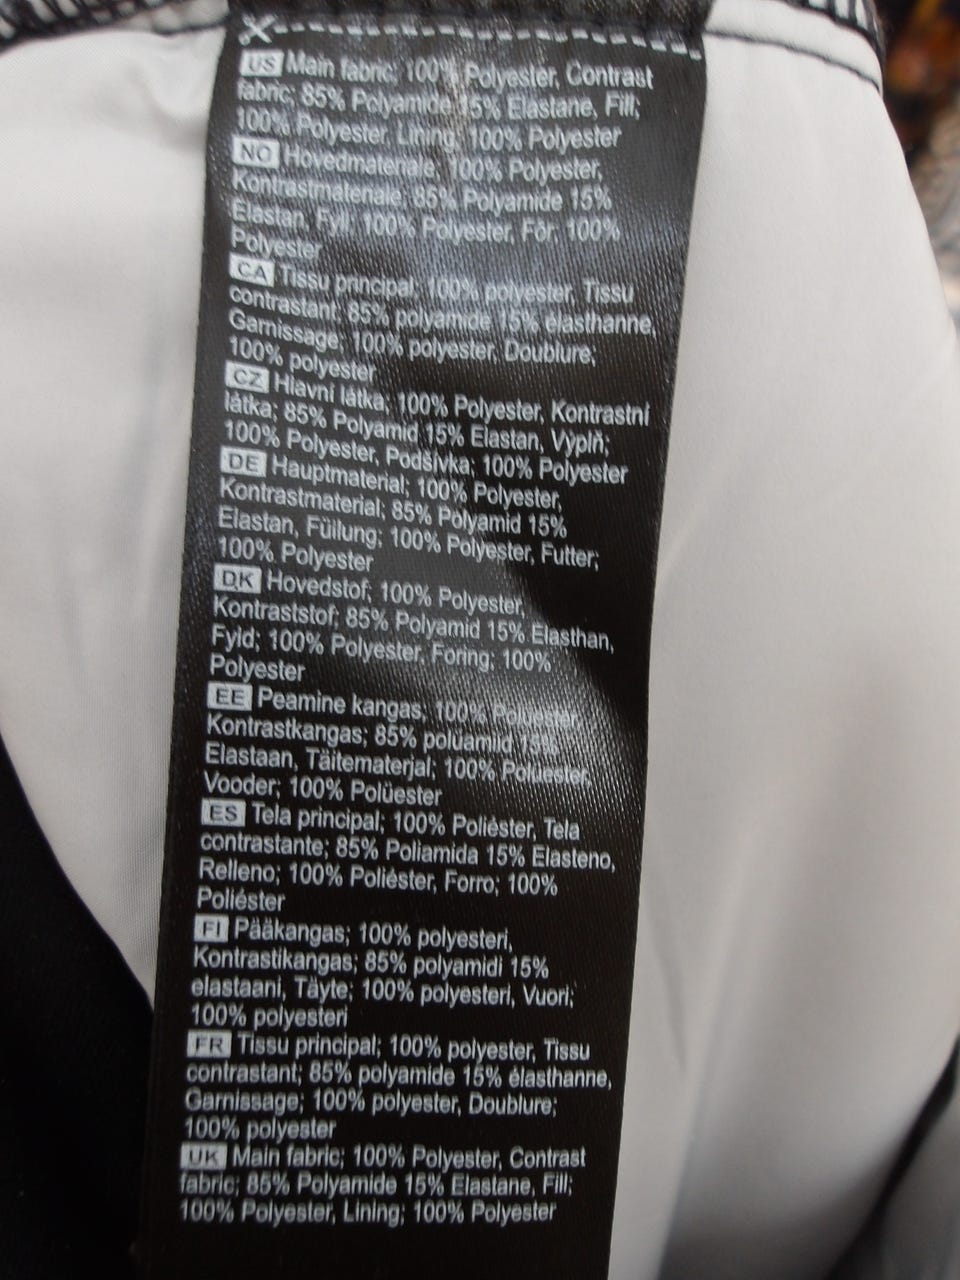 US Main fabric; 100% Polyester, Contrast
fabric; 85% Polyamide 15% Elastane, Fill;
100% Polyester, Lining; 100% Polyester
NO Hovedmateriale; 100% Polyester,
Kontrastmateriale; 85% Polyamide 15%
Elastan, Fyll; 100% Polyester, Fôr; 100%
Polyester
CA Tissu principal; 100% polyester, Tissu
contrastant; 85% polyamide 15% élasthanne,
Garnissage; 100% polyester, Doublure;
100% polyester
CZ Hlavní látka; 100% Polyester, Kontrastní
látka; 85% Polyamid 15% Elastan, Výplň;
100% Polyester, Podšívka; 100% Polyester
DE Hauptmaterial; 100% Polyester,
Kontrastmaterial; 85% Polyamid 15%
Elastan, Füilung; 100% Polyester, Futter;
100% Polyester
DK Hovedstof; 100% Polyester,
Kontraststof; 85% Polyamid 15% Elasthan,
Fyld; 100% Polyester, Foring; 100%
Polyester
EE Peamine kangas; 100% Poluester,
Kontrastkangas; 85% poluamiid 15%
Elastaan, Täitematerjal; 100% Polüester,
Vooder; 100% Polüester
ES Tela principal; 100% Poliéster, Tela
contrastante; 85% Poliamida 15% Elasteno,
Relleno; 100% Poliéster, Forro; 100%
Poliéster
FI Pääkangas; 100% polyesteri,
Kontrastikangas; 85% polyamidi 15%
elastaani, Täyte; 100% polyesteri, Vuori;
100% polyesteri
FR Tissu principal; 100% polyester, Tissu
contrastant; 85% polyamide 15% élasthanne,
Garnissage; 100% polyester, Doublure;
100% polyester
UK Main fabric; 100% Polyester, Contrast
fabric; 85% Polyamide 15% Elastane, Fill;
100% Polyester, Lining; 100% Polyester